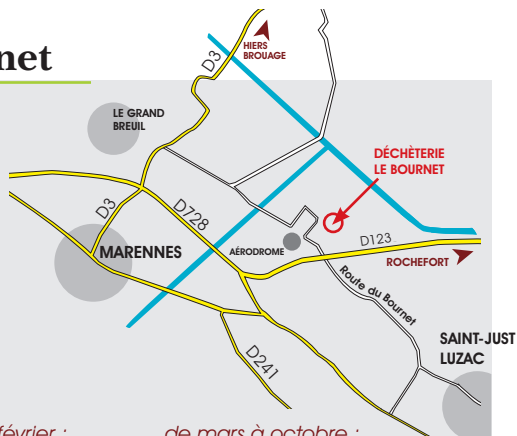 net
HIERS
BROUAGE
D3
LE GRAND
BREUIL
DÉCHÈTERIE
LE BOURNET
D3
D728
MARENNES
AÉRODROME
D123
ROCHEFORT
Route du Bournet
SAINT-JUST
LUZAC
D241
février :
de mars à octobre :